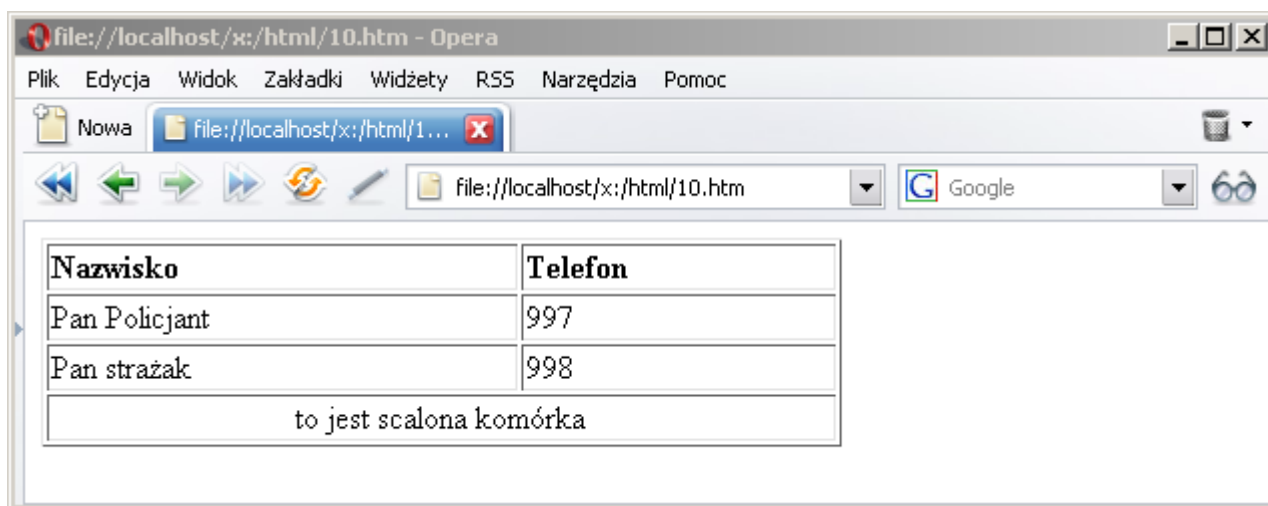 file://localhost/x:/html/10.htm - Opera
Plik Edycja Widok Zakładki Widżety RSS Narzędzia Pomoc
Nowa file://localhost/x:/html/1...
file://localhost/x:/html/10.htm G Google
Nazwisko Telefon
Pan Policjant 997
Pan strażak 998
to jest scalona komórka